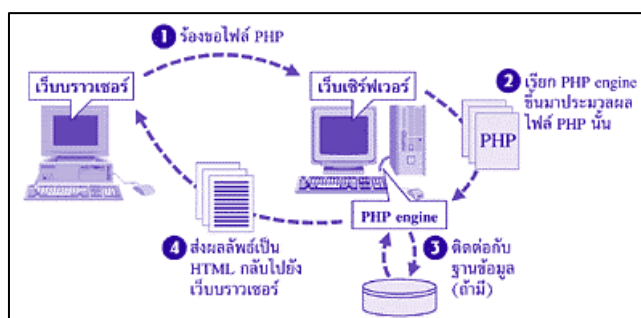 1 ร้องขอไฟล์ PHP
เว็บบราวเซอร์
เว็บเซิร์ฟเวอร์
2 เรียก PHP engine
ขึ้นมาประมวลผล
ไฟล์ PHP นั้น
PHP
PHP engine
3 ติดต่อกับ
ฐานข้อมูล
(ถ้ามี)
4 ส่งผลลัพธ์เป็น
HTML กลับไปยัง
เว็บบราวเซอร์